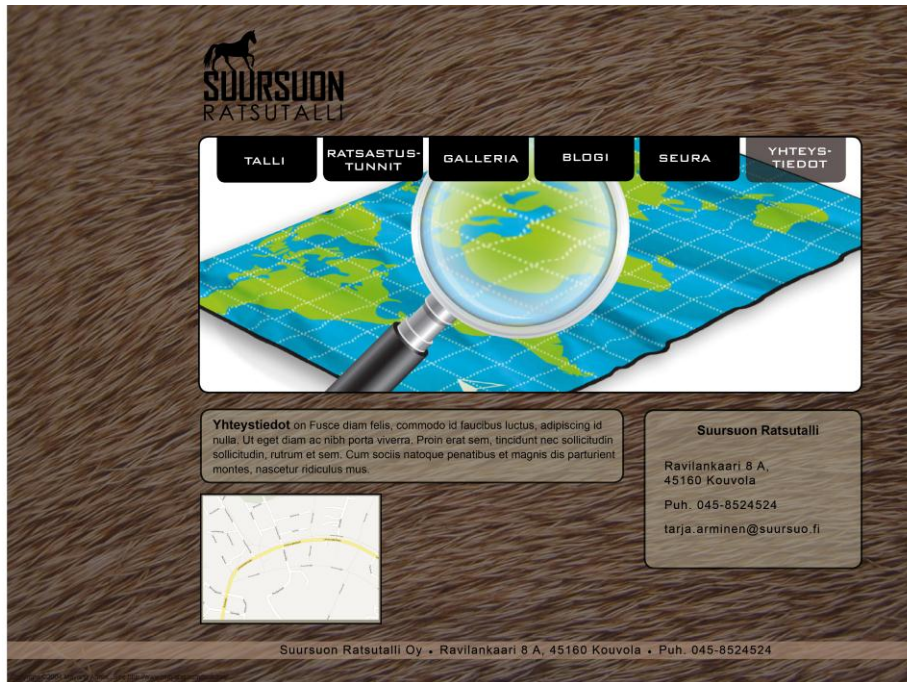 SUURSUON
RATSUTALLI
TALLI
RATSASTUS-
TUNNIT
GALLERIA
BLOGI
SEURA
YHTEYS-
TIEDOT
Yhteystiedot on Fusce diam felis, commodo id faucibus luctus, adipiscing id
nulla. Ut eget diam ac nibh porta viverra. Proin erat sem, tincidunt nec sollicitudin
sollicitudin, rutrum et sem. Cum sociis natoque penatibus et magnis dis parturient
montes, nascetur ridiculus mus.
Suursuon Ratsutalli
Ravilankaari 8 A,
45160 Kouvola
Puh. 045-8524524
tarja.arminen@suursuo.fi
Suursuon Ratsutalli Oy • Ravilankaari 8 A, 45160 Kouvola • Puh. 045-8524524